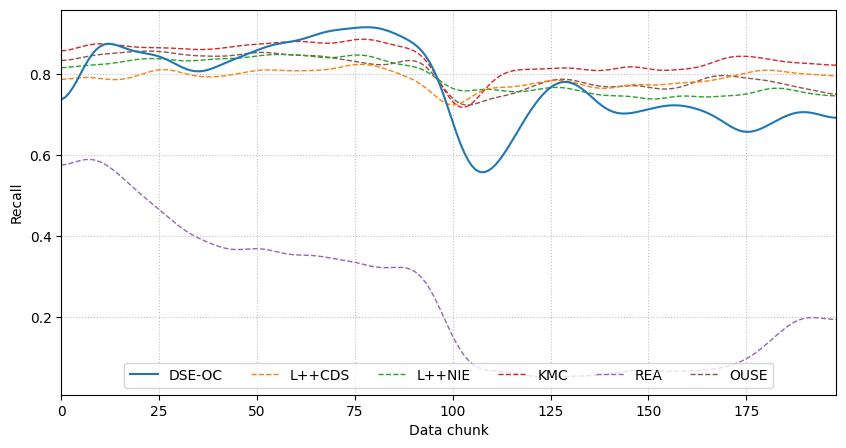 Recall
0.8
0.6
0.4
0.2
DSE-OC L++CDS L++NIE KMC REA OUSE
0 25 50 75 100 125 150 175
Data chunk